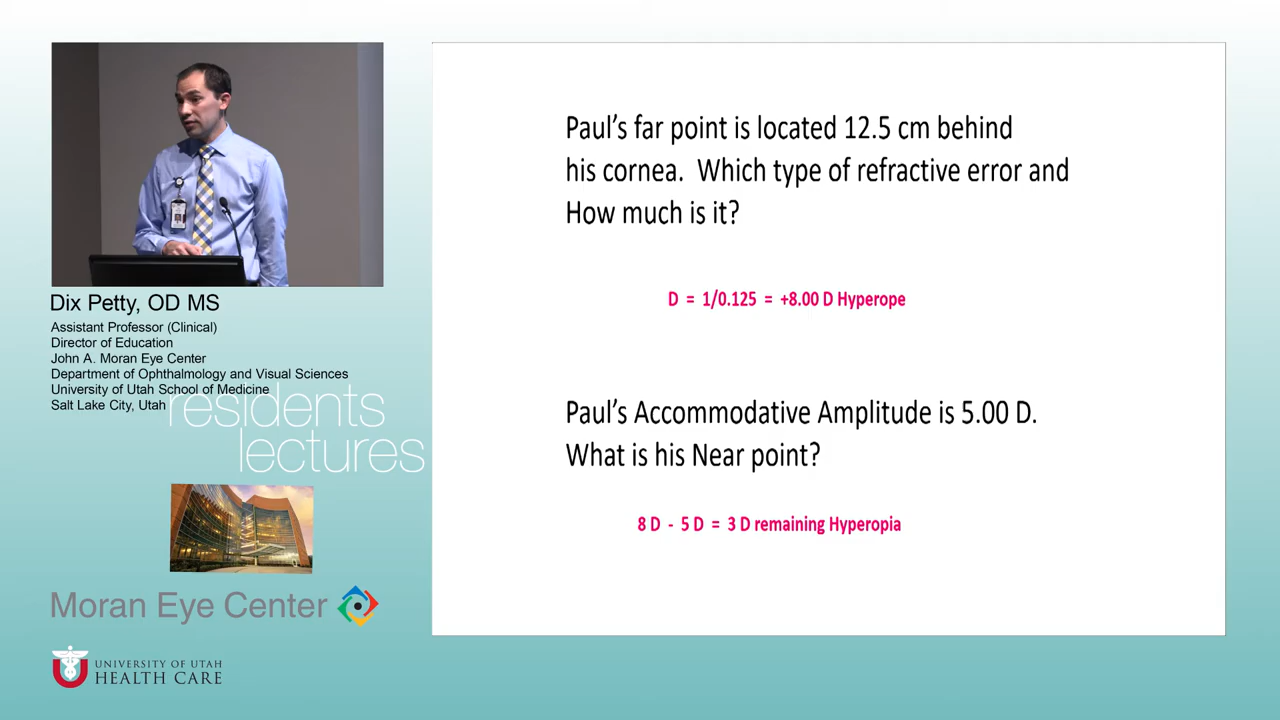 Paul's far point is located 12.5 cm behind
his cornea.  Which type of refractive error and
How much is it?
D  =  1/0.125  =  +8.00 D Hyperope
Paul's Accommodative Amplitude is 5.00 D.
What is his Near point?
8 D  -  5 D  =  3 D remaining Hyperopia
Dix Petty, OD MS
Assistant Professor (Clinical)
Director of Education
John A. Moran Eye Center
Department of Ophthalmology and Visual Sciences
University of Utah School of Medicine
Salt Lake City, Utah
residents
lectures
Moran Eye Center
UNIVERSITY OF UTAH
HEALTH CARE